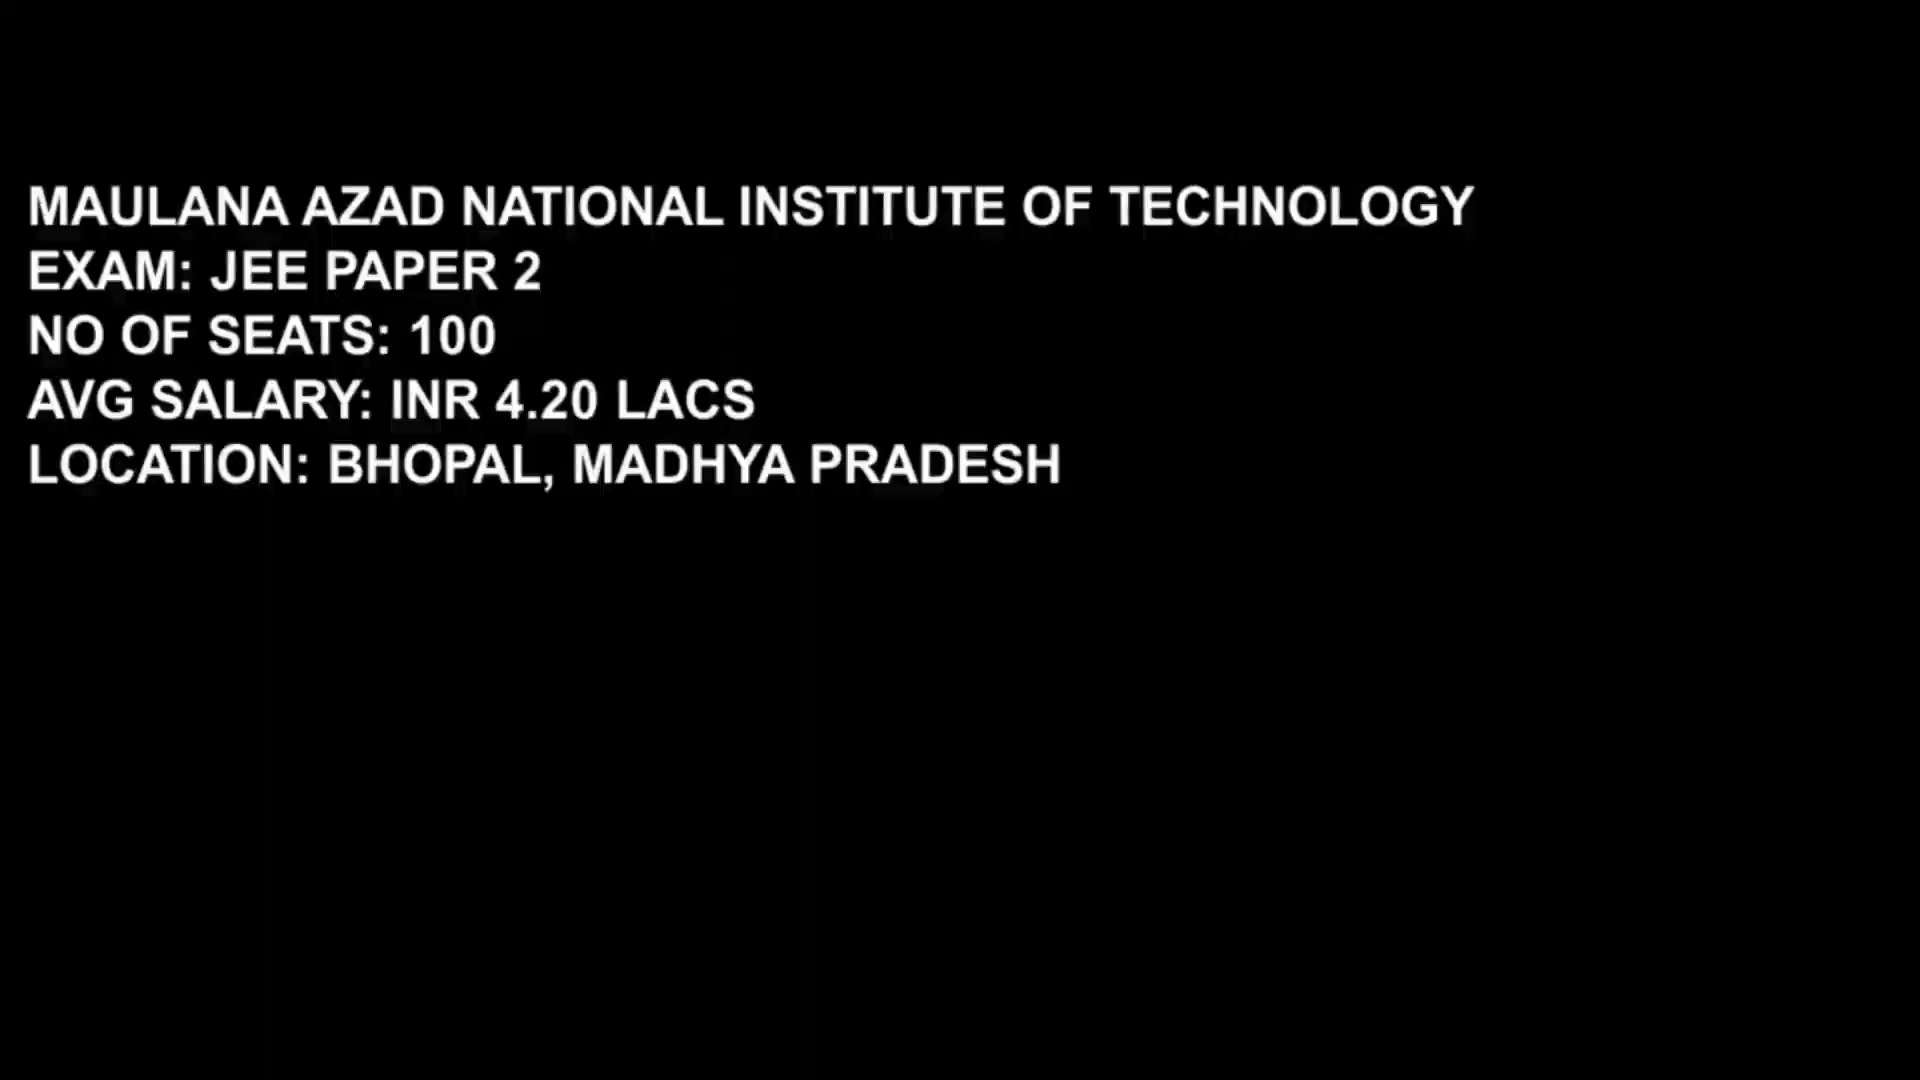 MAULANA AZAD NATIONAL INSTITUTE OF TECHNOLOGY
EXAM: JEE PAPER 2
NO OF SEATS: 100
AVG SALARY: INR 4.20 LACS
LOCATION: BHOPAL, MADHYA PRADESH